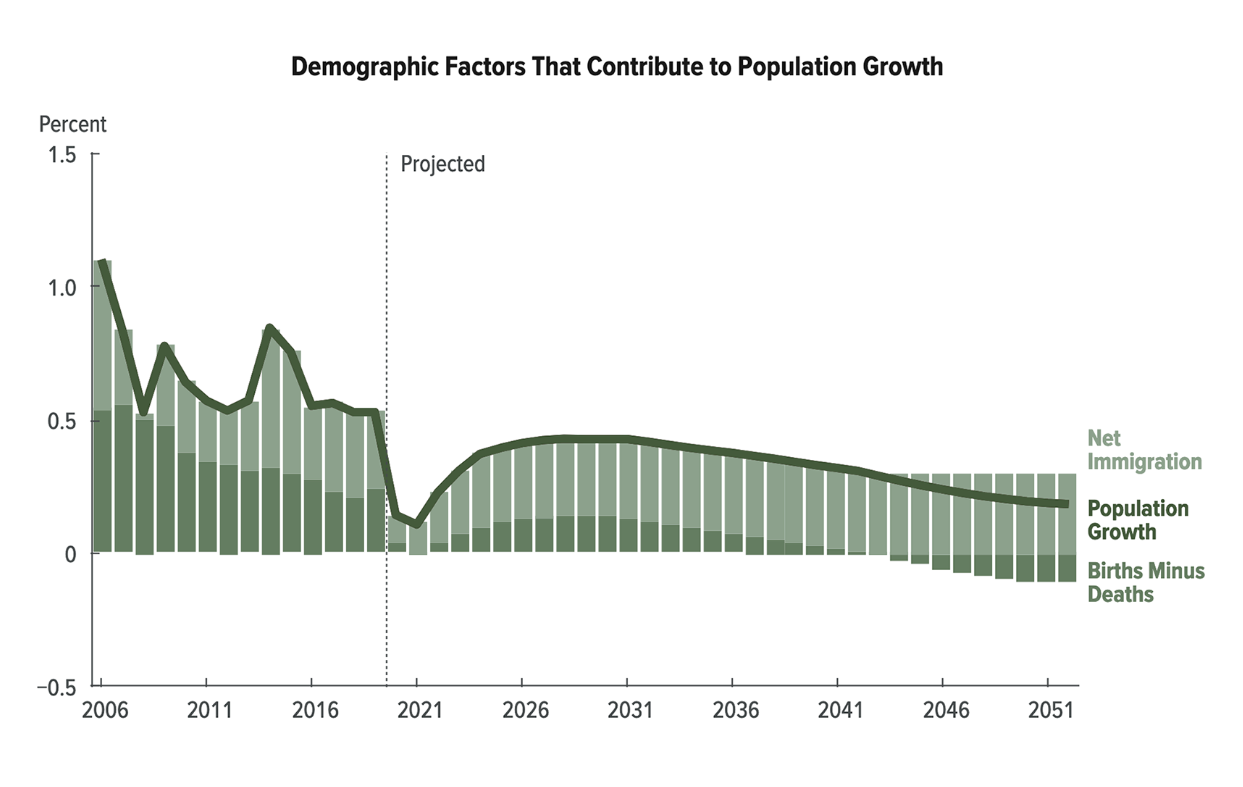 Demographic Factors That Contribute to Population Growth
Percent
1.5
Projected
1.0
0.5
Net
Immigration
Population
Growth
0
Births Minus
Deaths
−0.5
2006 2011 2016 2021 2026 2031 2036 2041 2046 2051